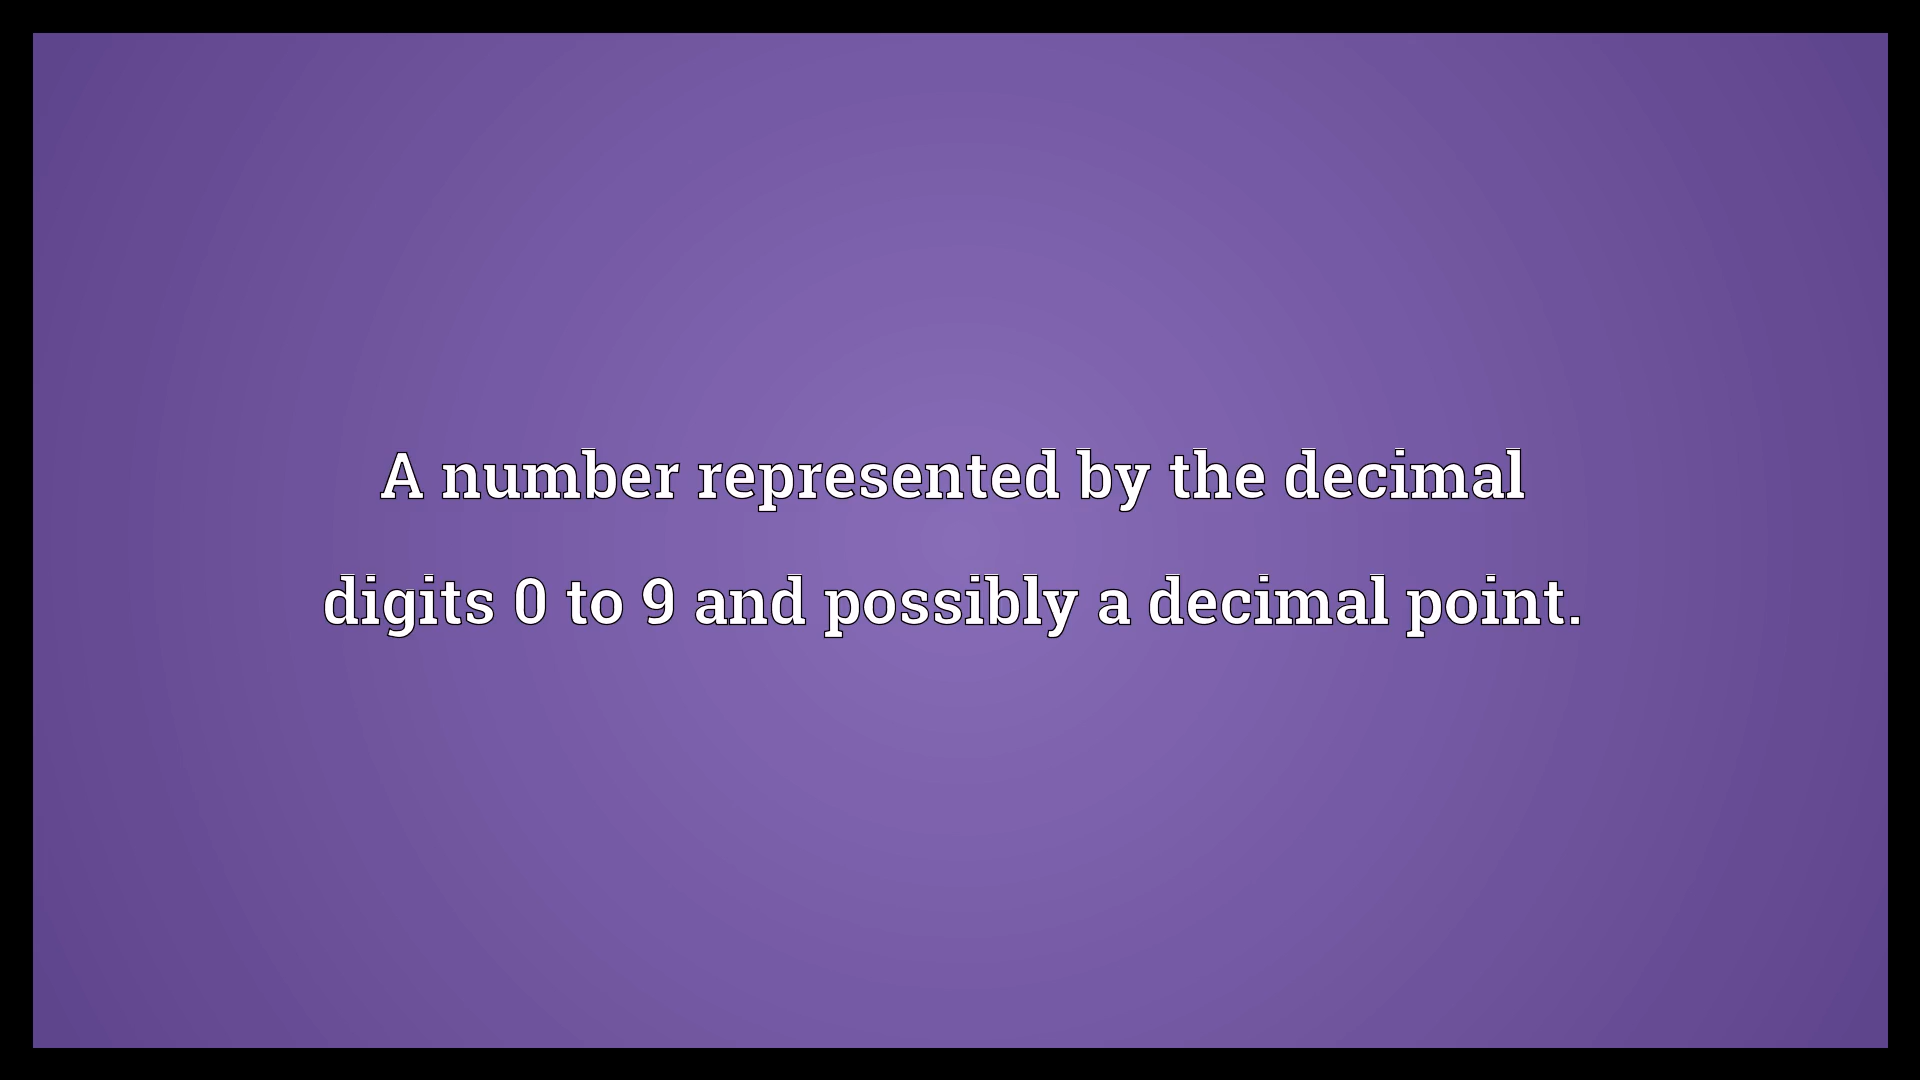 A number represented by the decimal
digits 0 to 9 and possibly a decimal point.